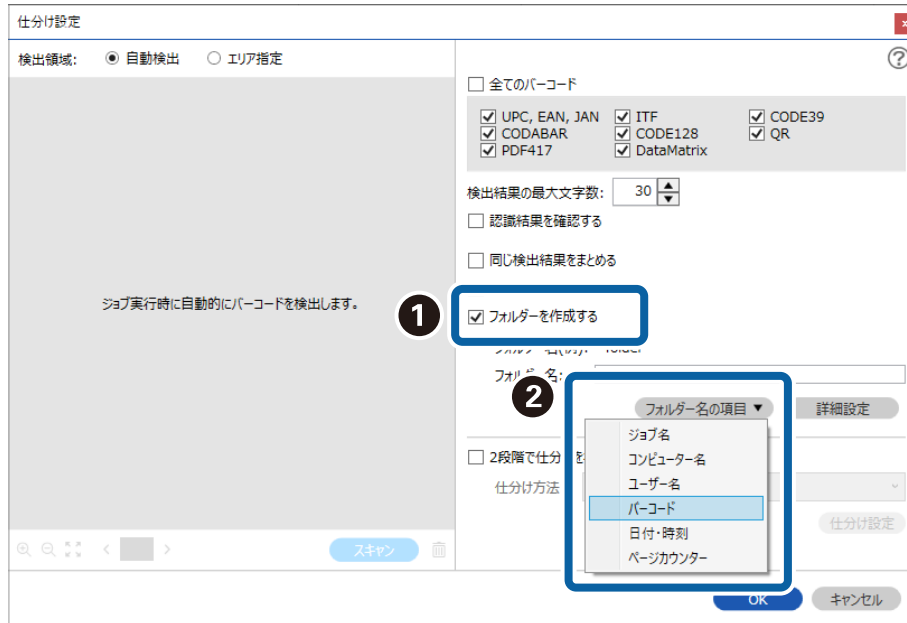 仕分け設定
検出領域: 自動検出 エリア指定
全てのバーコード
UPC, EAN, JAN ITF CODE39
CODABAR CODE128 QR
PDF417 DataMatrix
検出結果の最大文字数: 30
認識結果を確認する
同じ検出結果をまとめる
ジョブ実行時に自動的にバーコードを検出します。
1
フォルダーを作成する
フォルダー名:
2
フォルダー名の項目▼ 詳細設定
ジョブ名
2段階で仕分 を
コンピューター名
仕分け方法
ユーザー名
バーコード
仕分け設定
日付・時刻
ページカウンター
スキャン
OK キャンセル